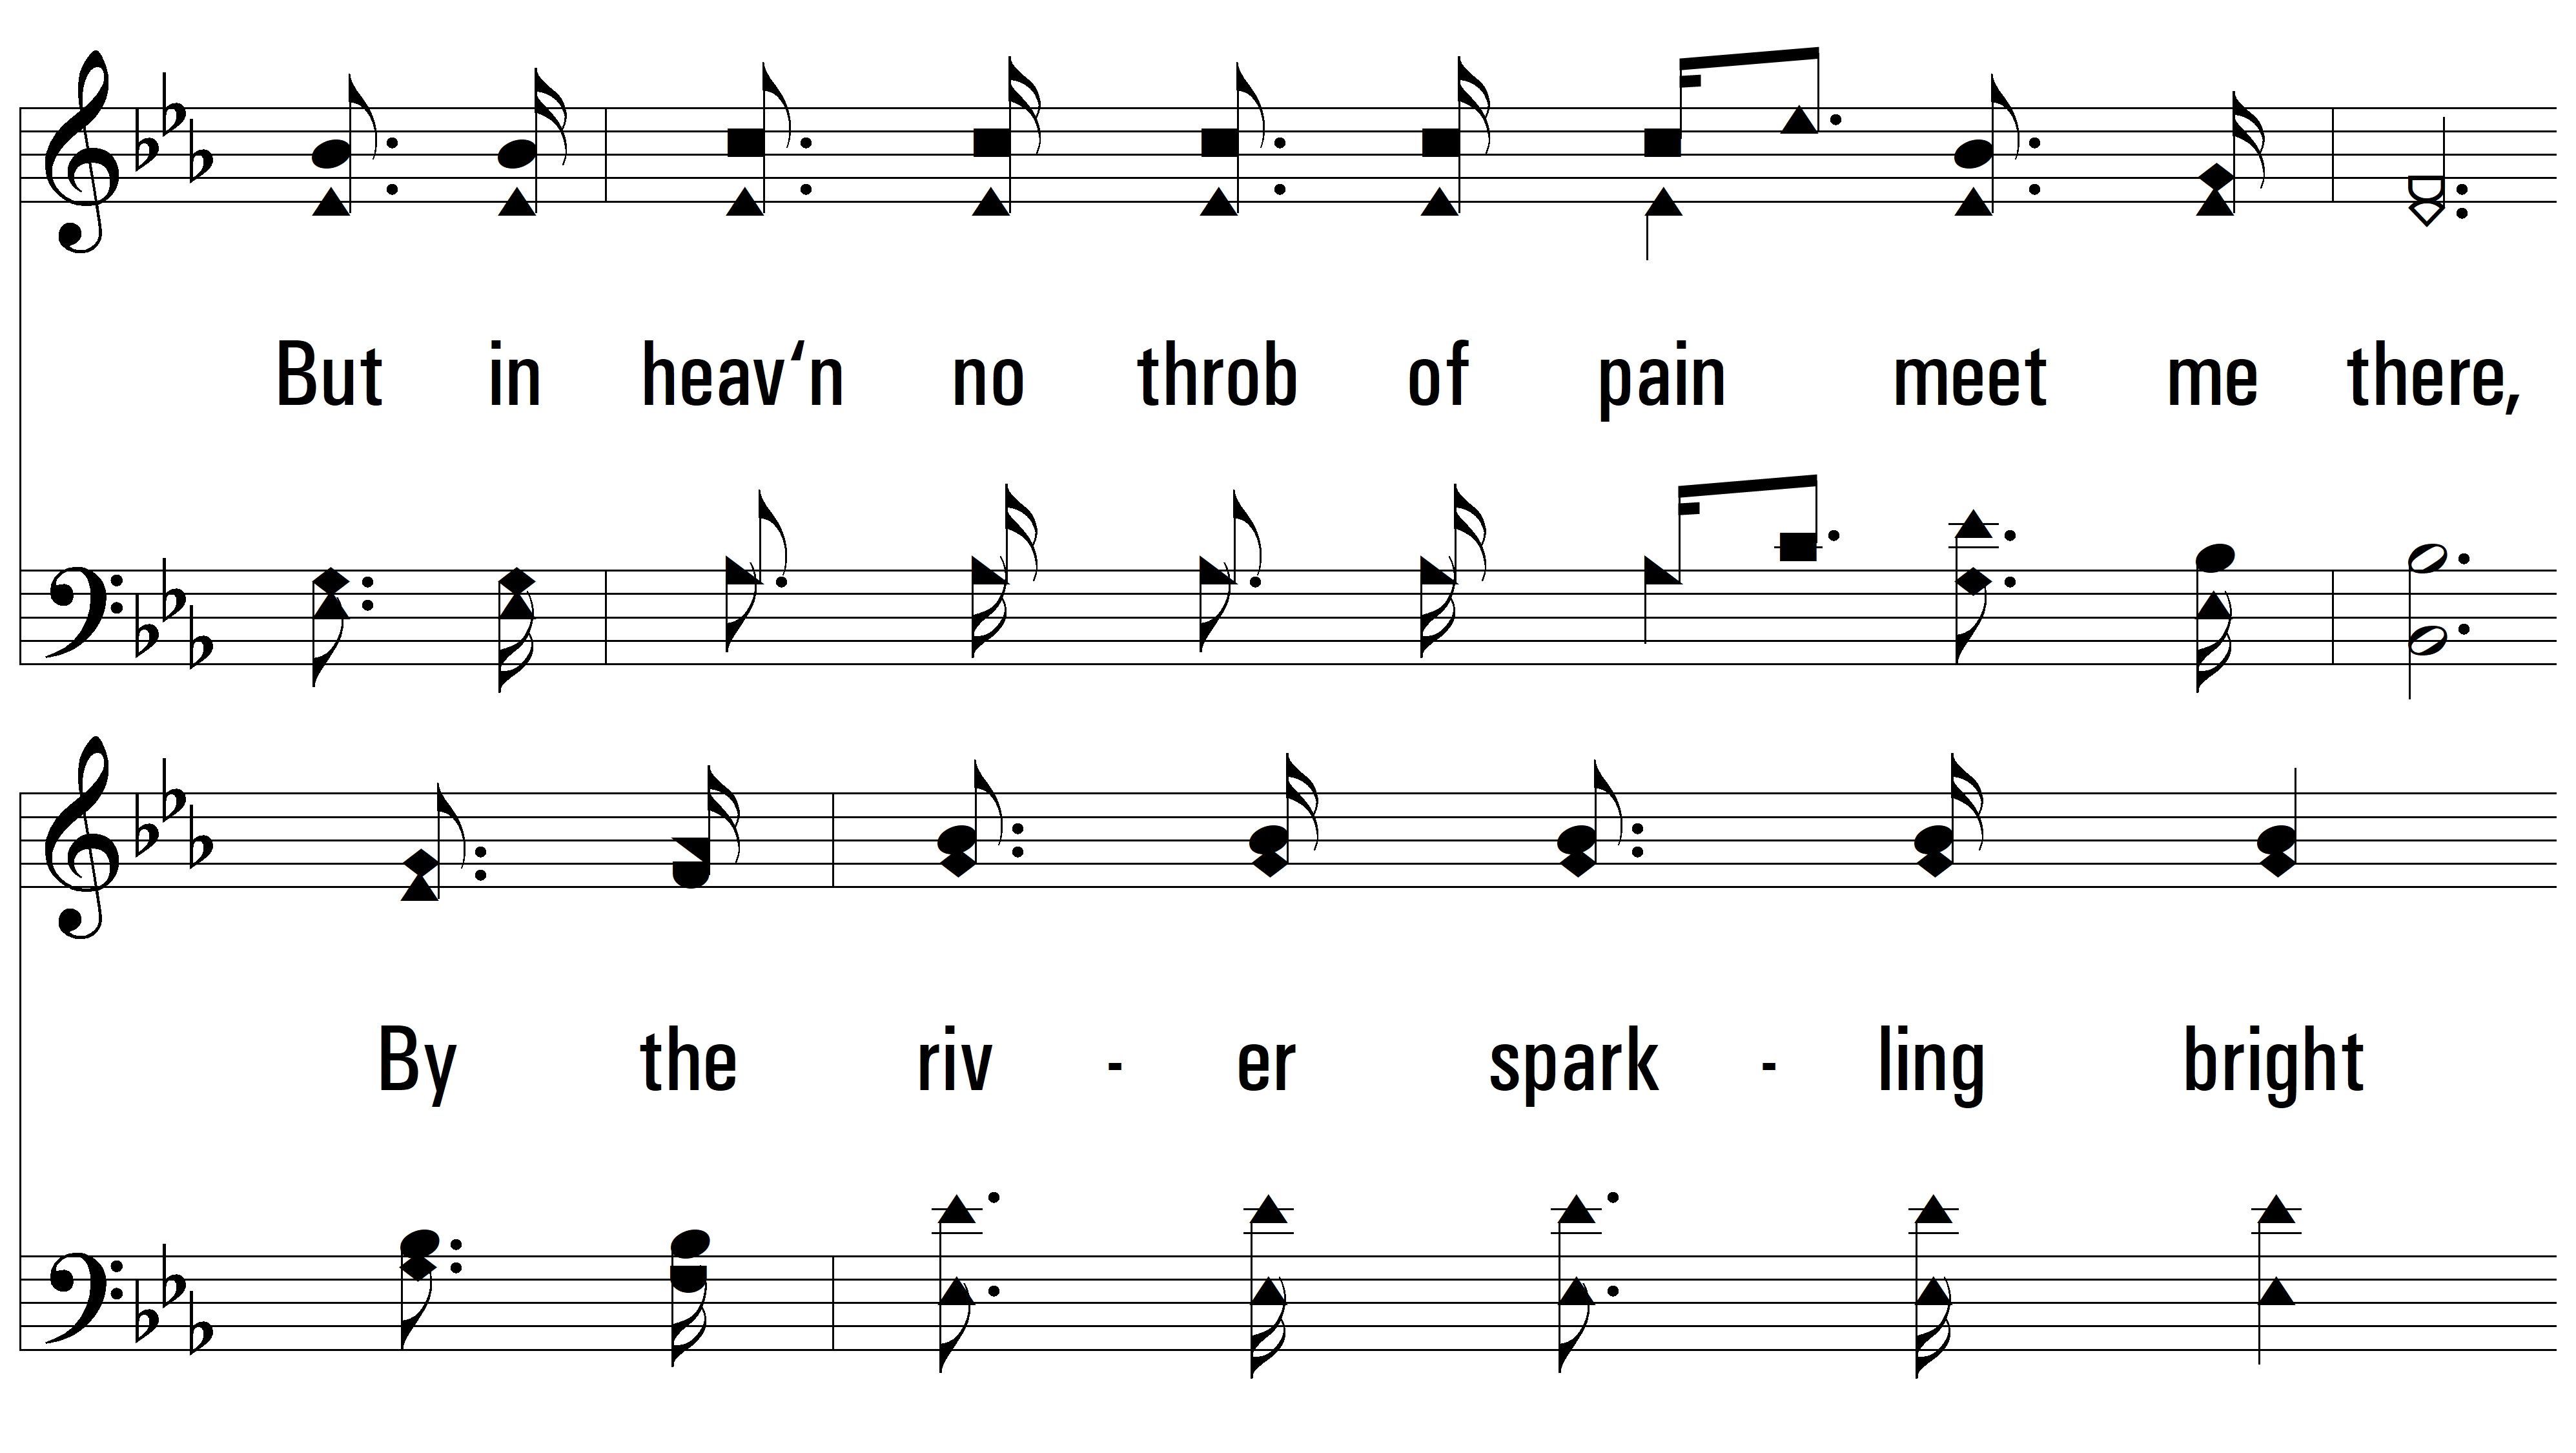 But in heav‘n no throb of pain meet me there,
By the riv - er spark - ling bright